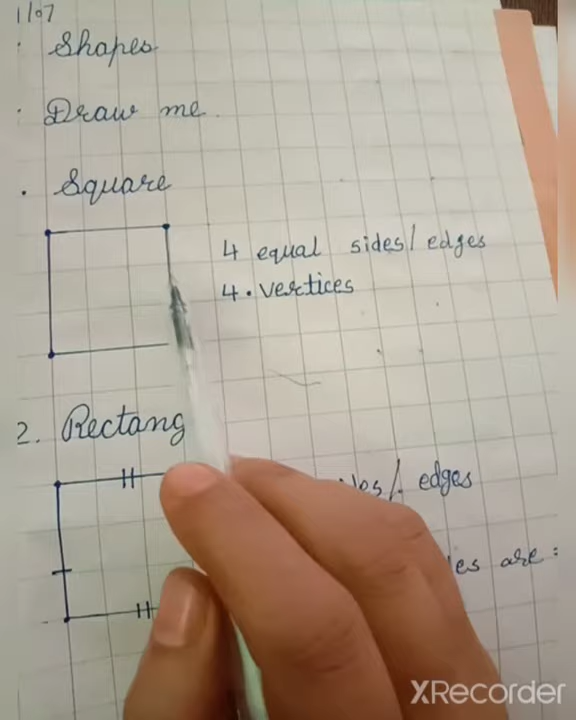 1/07
Shapes
Draw me.
Square
4 equal sides/edges
4. vertices
2. Rectang
/. edges
are :
XRecorder